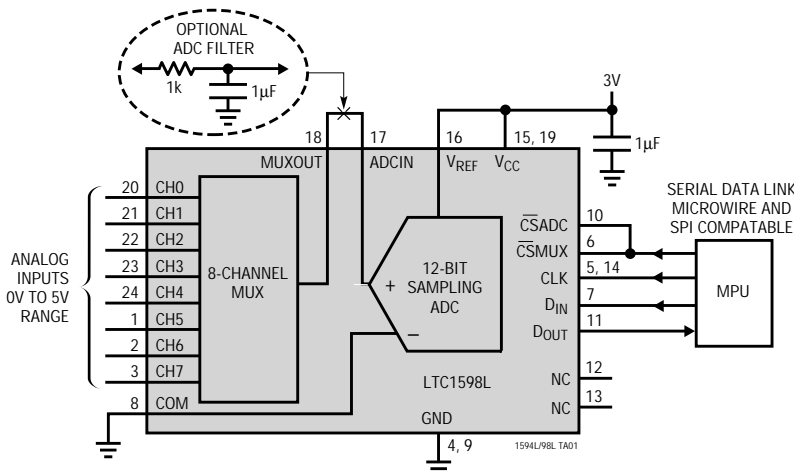 OPTIONAL
ADC FILTER
1k
1µF
3V
18
17
16
15, 19
1µF
MUXOUT
ADCIN
VREF
VCC
SERIAL DATA LINK
MICROWIRE AND
SPI COMPATABLE
ANALOG
INPUTS
0V TO 5V
RANGE
20 CH0
21 CH1
22 CH2
23 CH3
24 CH4
1 CH5
2 CH6
3 CH7
8 COM
8-CHANNEL
MUX
+
12-BIT
SAMPLING
ADC
–
CSADC 10
CSMUX 6
CLK 5, 14
DIN 7
DOUT 11
MPU
NC 12
NC 13
LTC1598L
GND
4, 9
1594L/98L TA01